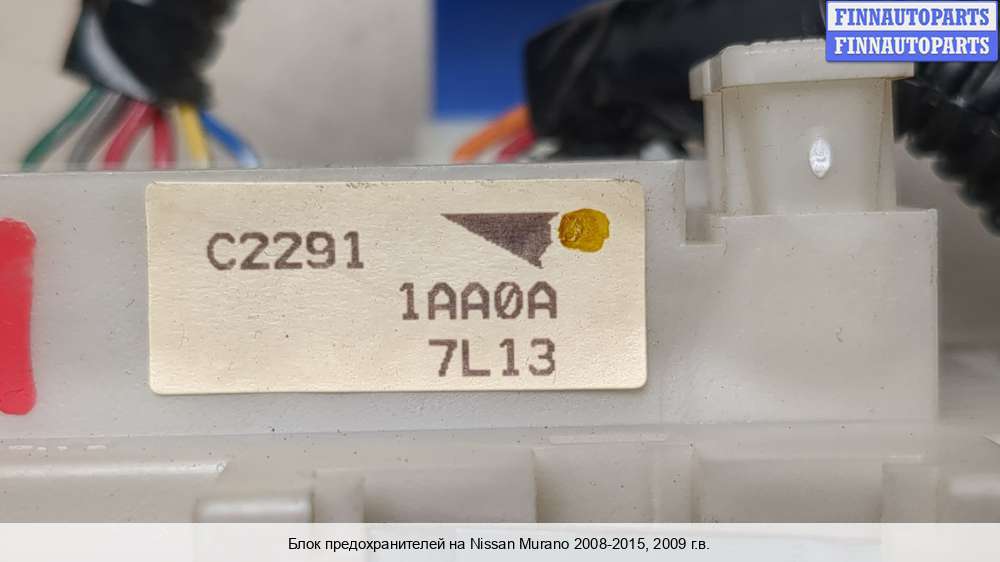 FINNAUTOPARTS
FINNAUTOPARTS
C2291
1AA0A
7L13
Блок предохранителей на Nissan Murano 2008-2015, 2009 г.в.